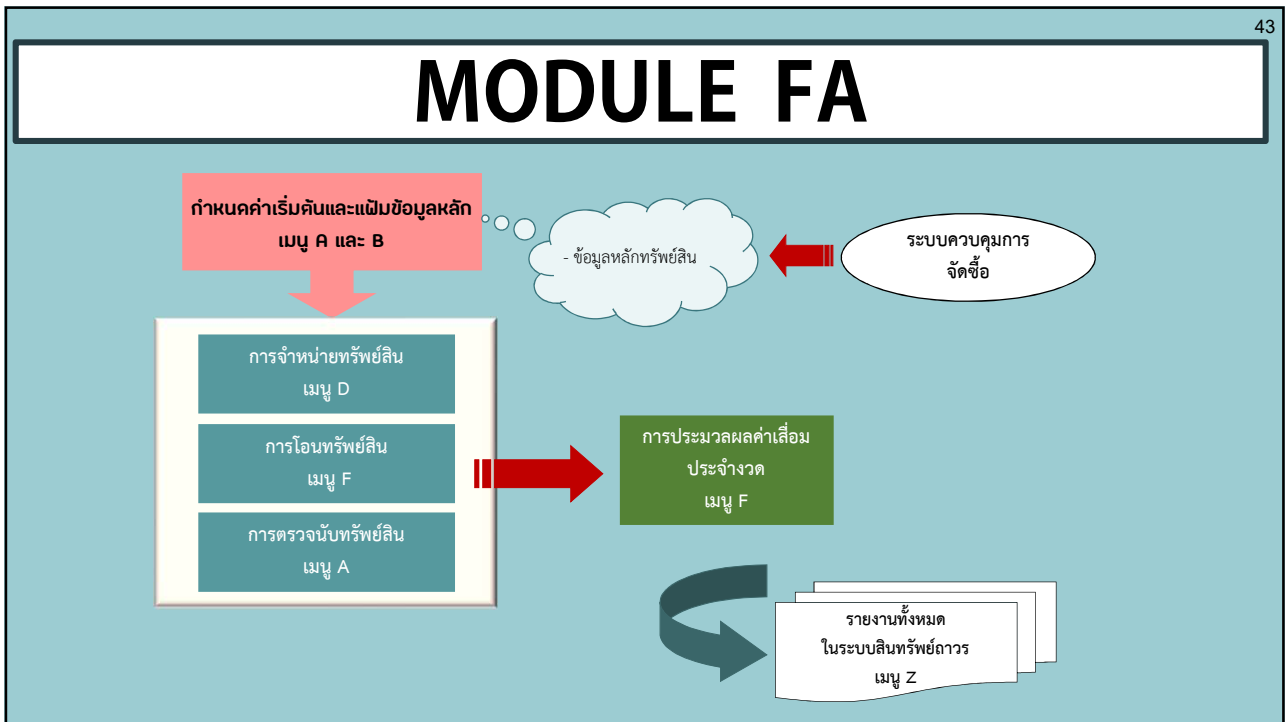 43
MODULE FA
กำหนดค่าเริ่มต้นและแฟ้มข้อมูลหลัก
เมนู A และ B
- ข้อมูลหลักทรัพย์สิน
ระบบควบคุมการ
จัดซื้อ
การจำหน่ายทรัพย์สิน
เมนู D
การโอนทรัพย์สิน
เมนู F
การตรวจนับทรัพย์สิน
เมนู A
การประมวลผลค่าเสื่อม
ประจำงวด
เมนู F
รายงานทั้งหมด
ในระบบสินทรัพย์ถาวร
เมนู Z